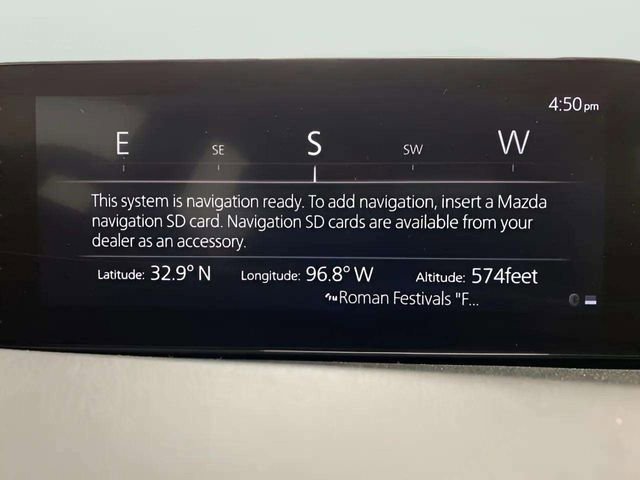 4:50pm
E SE S SW W
This system is navigation ready. To add navigation, insert a Mazda
navigation SD card. Navigation SD cards are available from your
dealer as an accessory.
Latitude: 32.9° N Longitude: 96.8° W Altitude: 574feet
Roman Festivals "F...